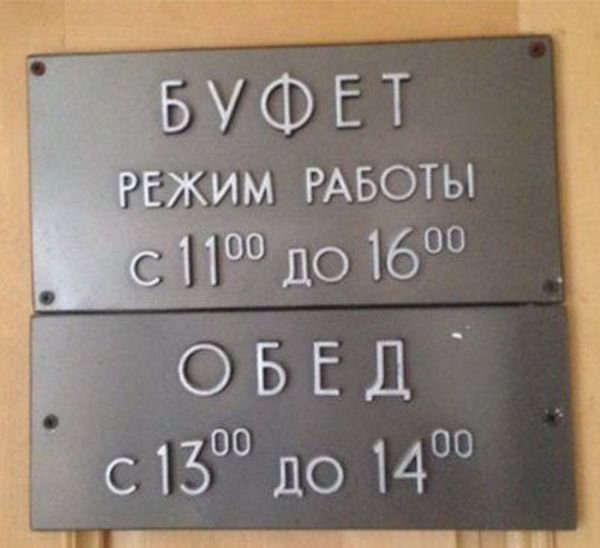 БУФЕТ
РЕЖИМ РАБОТЫ
С 11⁰⁰ ДО 16⁰⁰
ОБЕД
С 13⁰⁰ ДО 14⁰⁰